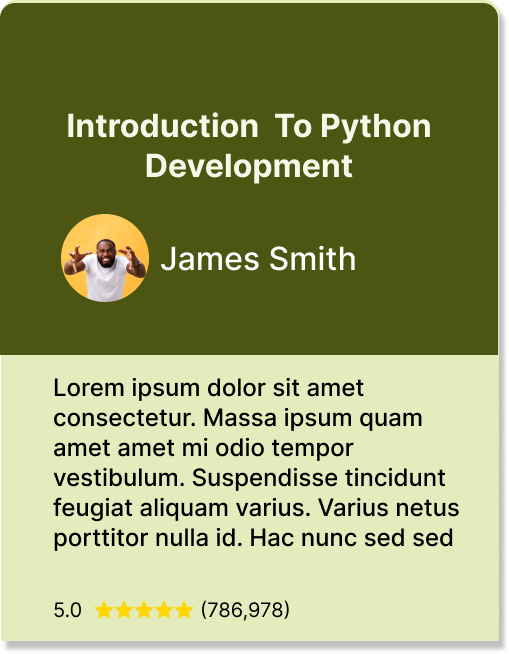 Introduction To Python
Development
James Smith
Lorem ipsum dolor sit amet
consectetur. Massa ipsum quam
amet amet mi odio tempor
vestibulum. Suspendisse tincidunt
feugiat aliquam varius. Varius netus
porttitor nulla id. Hac nunc sed sed
5.0 ★★★★★ (786,978)